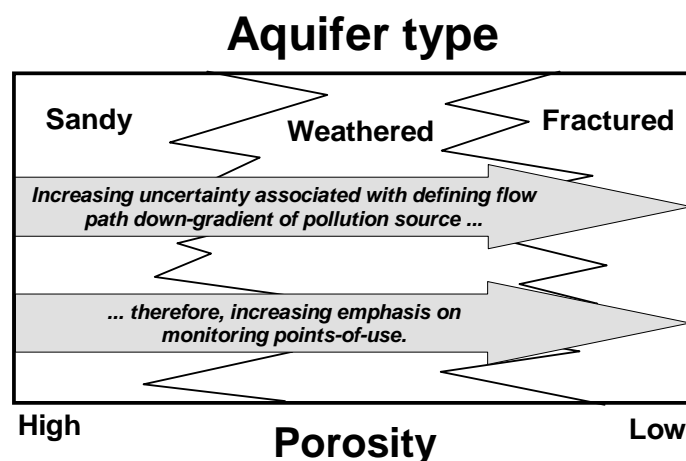 Aquifer type
Sandy
Weathered
Fractured
Increasing uncertainty associated with defining flow
path down-gradient of pollution source ...
... therefore, increasing emphasis on
monitoring points-of-use.
High
Porosity
Low